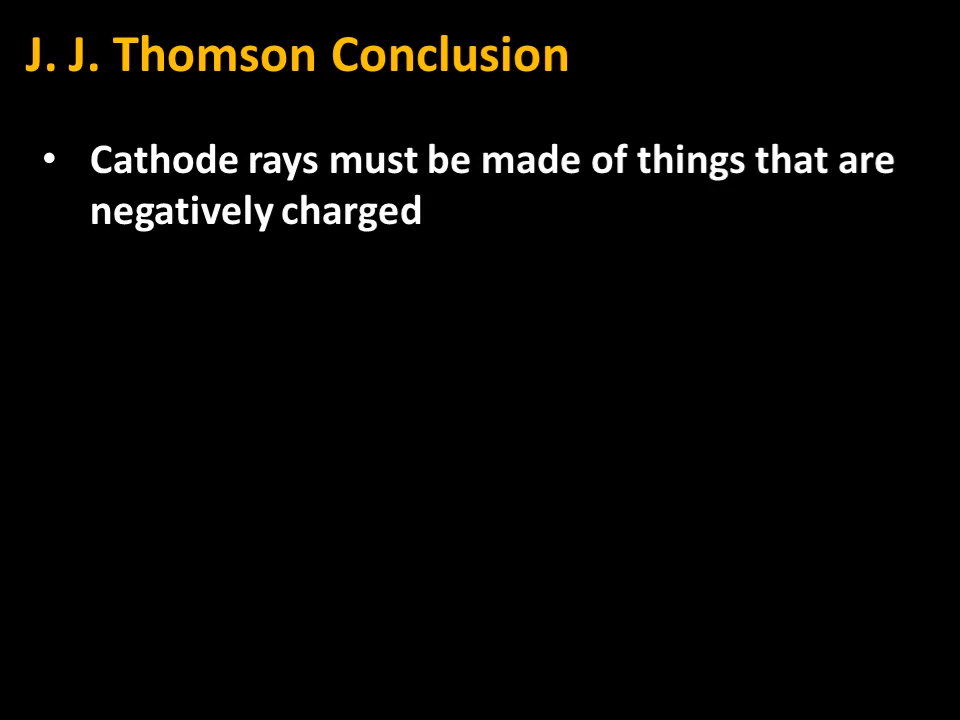 J. J. Thomson Conclusion
• Cathode rays must be made of things that are
negatively charged